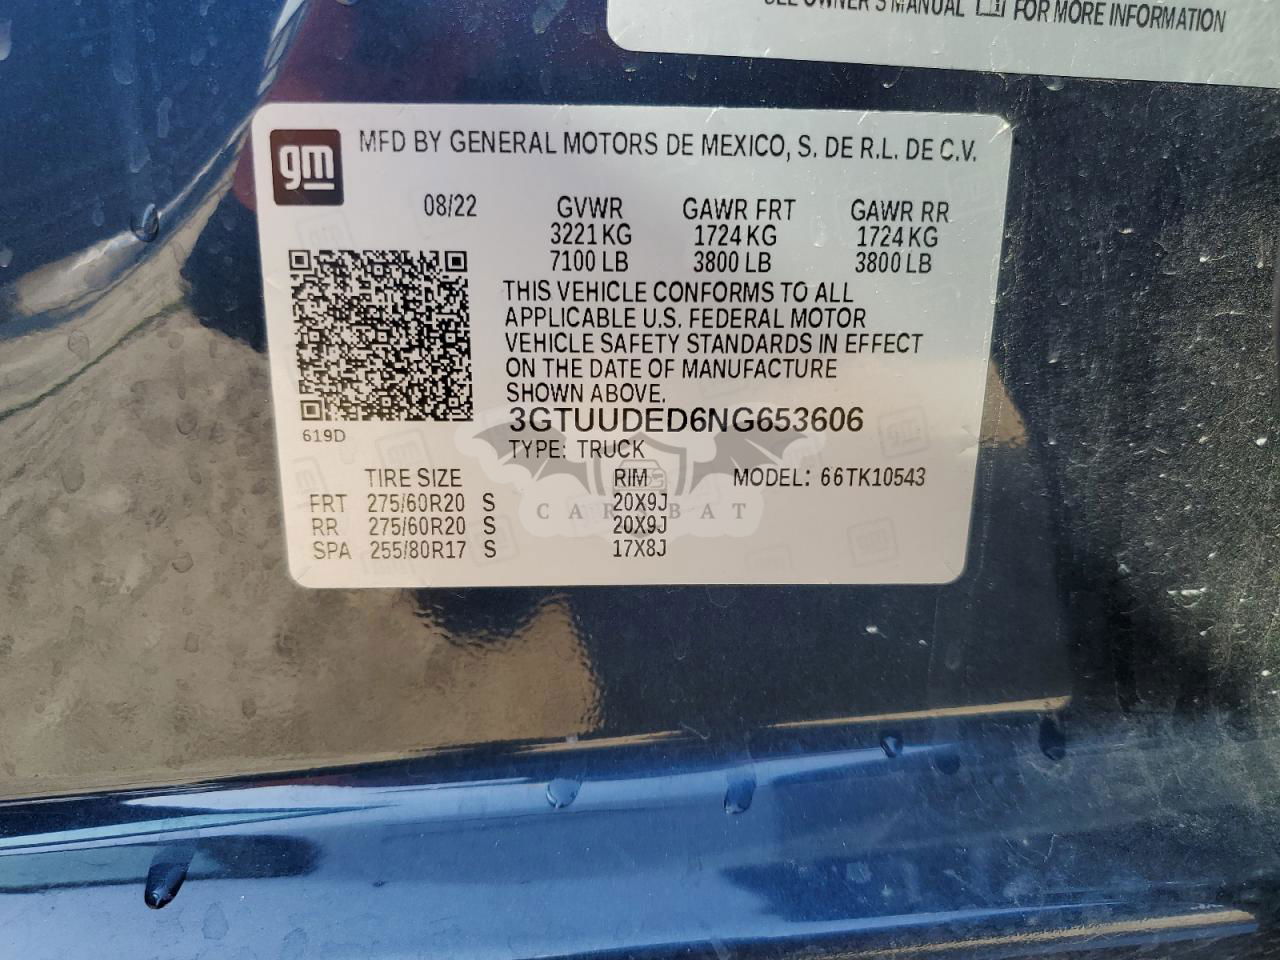 SEE OWNER'S MANUAL FOR MORE INFORMATION
gm
MFD BY GENERAL MOTORS DE MEXICO, S. DE R.L. DE C.V.
08/22 GVWR GAWR FRT GAWR RR
3221 KG 1724 KG 1724 KG
7100 LB 3800 LB 3800 LB
THIS VEHICLE CONFORMS TO ALL
APPLICABLE U.S. FEDERAL MOTOR
VEHICLE SAFETY STANDARDS IN EFFECT
ON THE DATE OF MANUFACTURE
SHOWN ABOVE.
3GTUUDED6NG653606
619D
TYPE: TRUCK
TIRE SIZE RIM MODEL: 66TK10543
FRT 275/60R20 S 20X9J
RR 275/60R20 S 20X9J
SPA 255/80R17 S 17X8J
CARSBAT